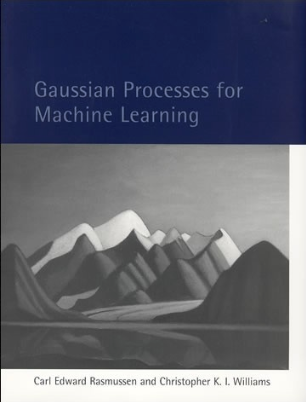 Gaussian Processes for
Machine Learning
Carl Edward Rasmussen and Christopher K. I. Williams